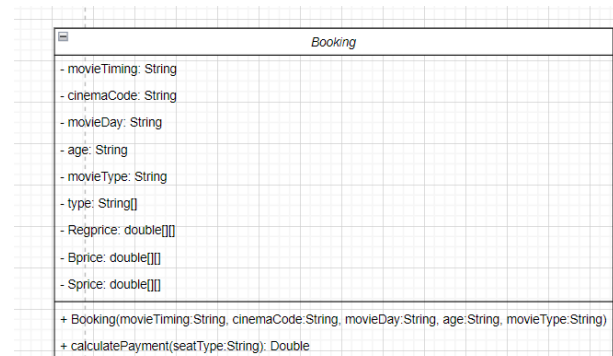 Booking
- movieTiming: String
- cinemaCode: String
- movieDay: String
- age: String
- movieType: String
- type: String[]
- Regprice: double[][]
- Bprice: double[][]
- Sprice: double[][]
+ Booking(movieTiming:String, cinemaCode:String, movieDay:String, age:String, movieType:String)
+ calculatePayment(seatType:String): Double